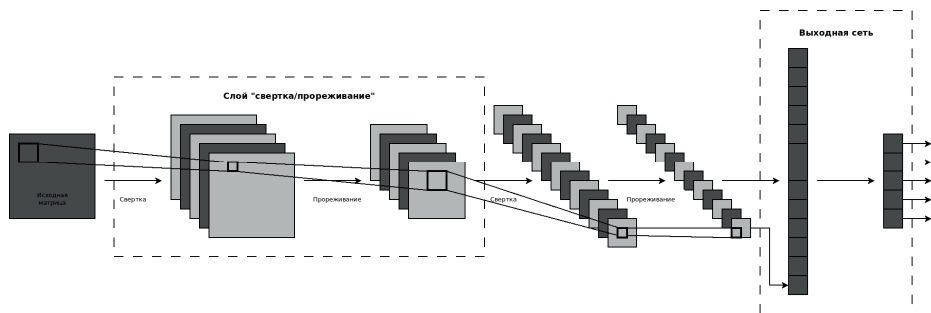 Выходная сеть
Слой "свертка/прореживание"
Исходная
матрица
Свертка
Прореживание
Свертка
Прореживание